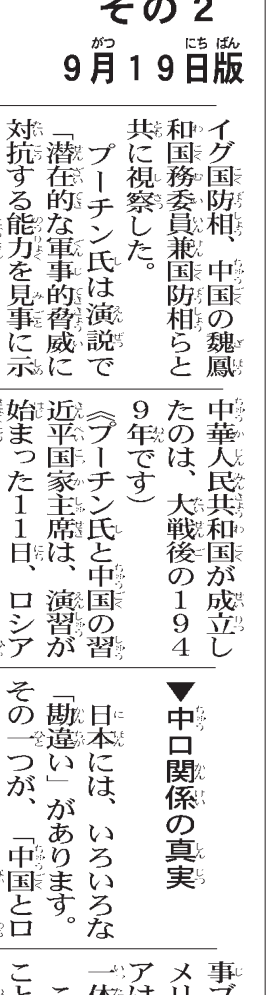 その2
9月19日版
イグ国防相、中国の魏鳳
和国務委員兼国防相らと
共に視察した。
プーチン氏は演説で
「潜在的な軍事的脅威に
対抗する能力を見事に示
中華人民共和国が成立し
たのは、大戦後の194
9年です)
《プーチン氏と中国の習
近平国家主席は、演習が
始まった11日、ロシア
▼中ロ関係の真実
日本には、いろいろな
「勘違い」があります。
その一つが、「中国とロ
事ブ
メリ
アは
一体
こ
こと